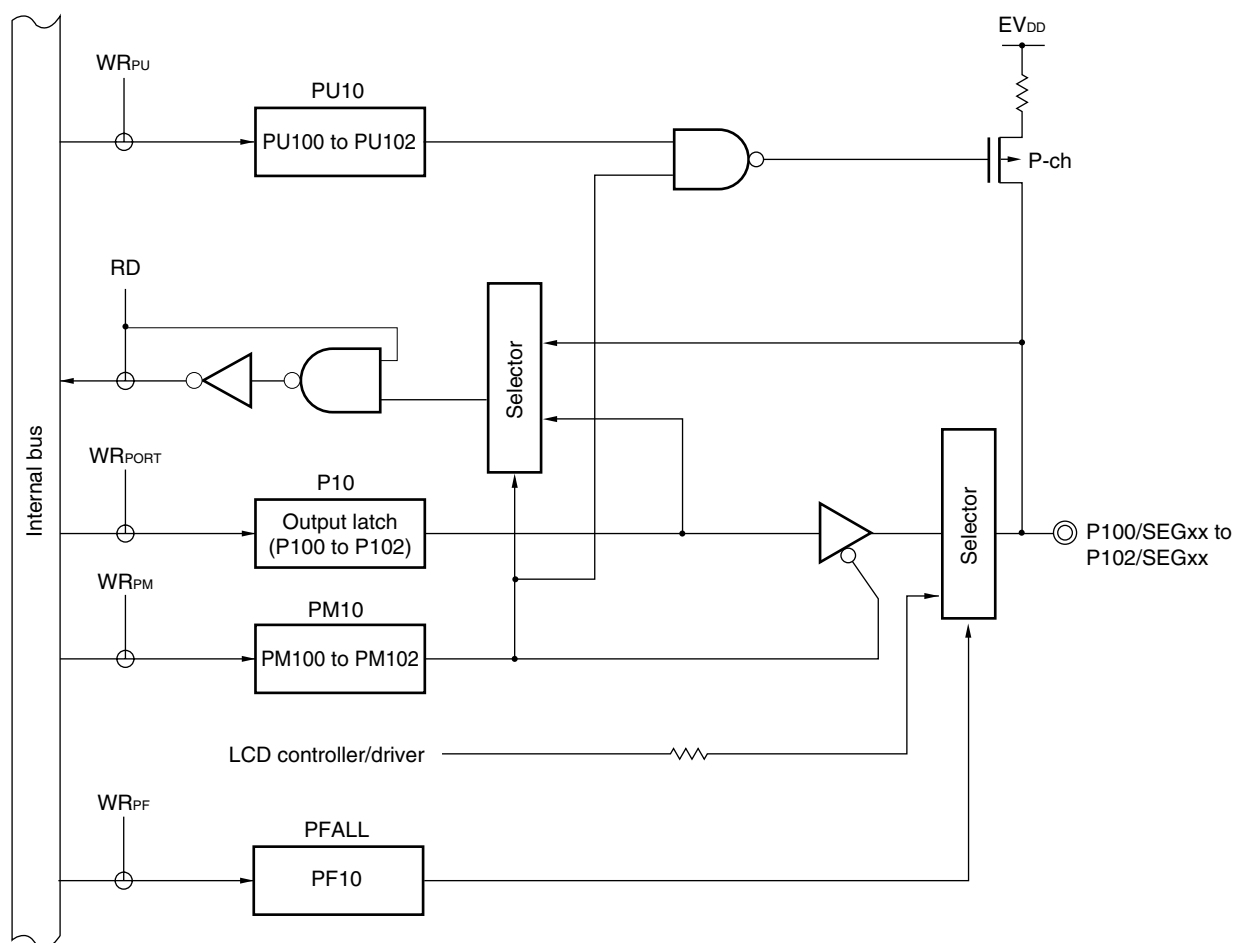 EVDD
WRPU
PU10
PU100 to PU102
P-ch
RD
Selector
Internal bus
WRPORT
P10
Output latch
(P100 to P102)
Selector
P100/SEGxx to
P102/SEGxx
WRPM
PM10
PM100 to PM102
LCD controller/driver
WRPF
PFALL
PF10